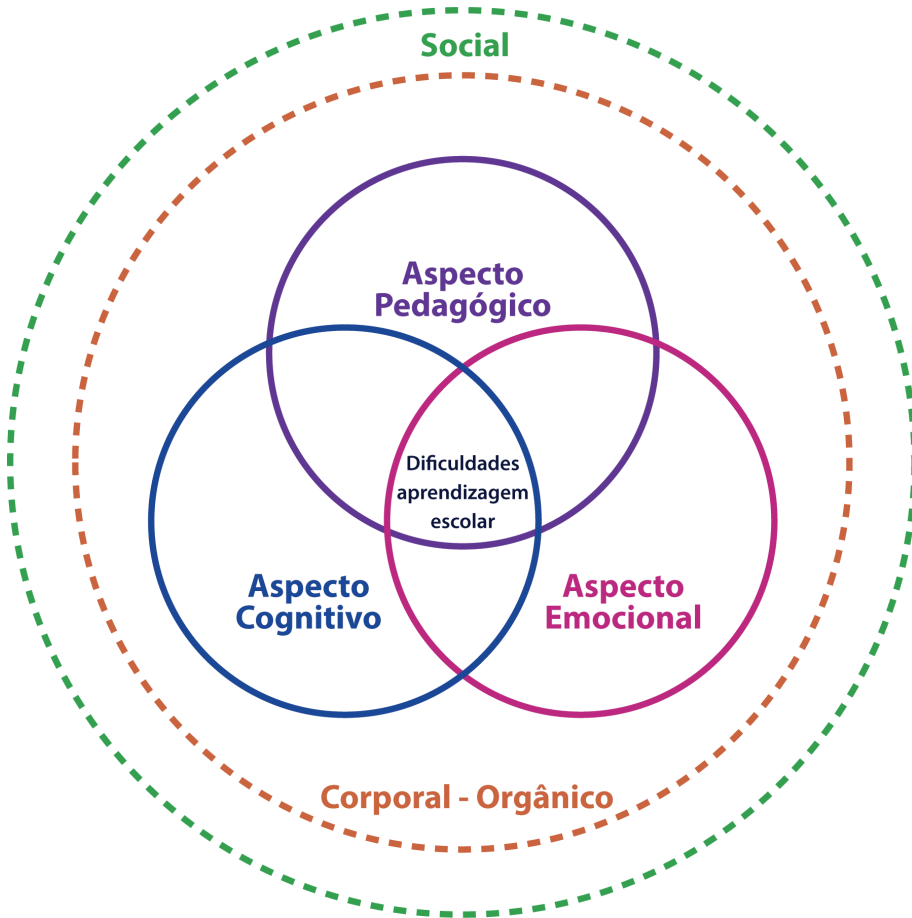 Social
Aspecto
Pedagógico
Dificuldades
aprendizagem
escolar
Aspecto
Cognitivo
Aspecto
Emocional
Corporal - Orgânico